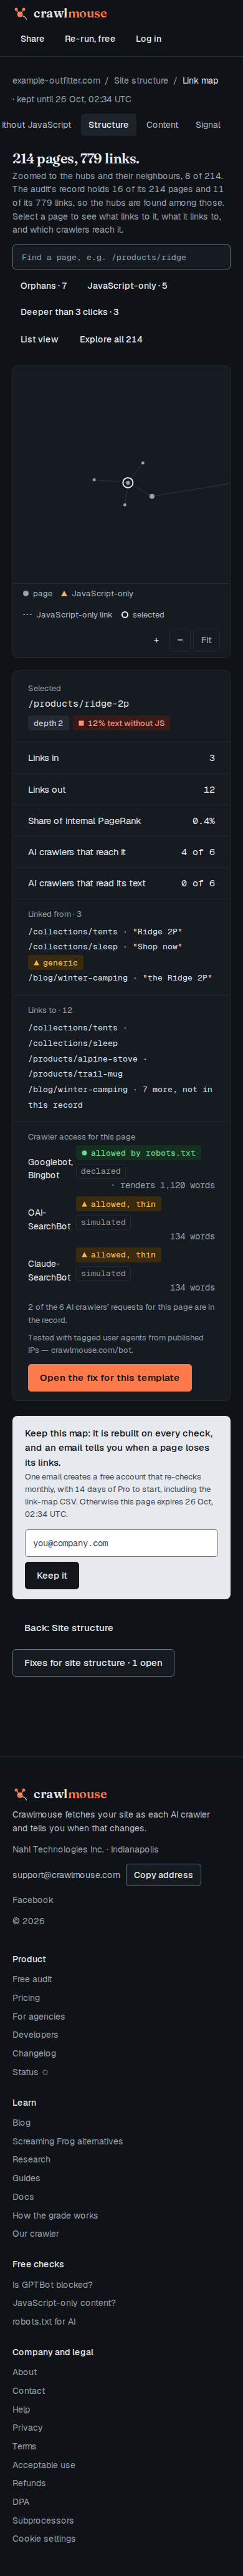 crawlmouse
Share Re-run, free Log in
example-outfitter.com / Site structure / Link map
· kept until 26 Oct, 02:34 UTC
ithout JavaScript Structure Content Signal
214 pages, 779 links.
Zoomed to the hubs and their neighbours, 8 of 214.
The audit's record holds 16 of its 214 pages and 11
of its 779 links, so the hubs are found among those.
Select a page to see what links to it, what it links to,
and which crawlers reach it.
Find a page, e.g. /products/ridge
Orphans · 7 JavaScript-only · 5
Deeper than 3 clicks · 3
List view Explore all 214
page JavaScript-only
JavaScript-only link selected
+ − Fit
Selected
/products/ridge-2p
depth 2 12% text without JS
Links in 3
Links out 12
Share of internal PageRank 0.4%
AI crawlers that reach it 4 of 6
AI crawlers that read its text 0 of 6
Linked from · 3
/collections/tents · "Ridge 2P"
/collections/sleep · "Shop now"
generic
/blog/winter-camping · "the Ridge 2P"
Links to · 12
/collections/tents ·
/collections/sleep
/products/alpine-stove ·
/products/trail-mug
/blog/winter-camping · 7 more, not in
this record
Crawler access for this page
Googlebot, Bingbot allowed by robots.txt
declared
· renders 1,120 words
OAI-SearchBot allowed, thin
simulated
134 words
Claude-SearchBot allowed, thin
simulated
134 words
2 of the 6 AI crawlers' requests for this page are in
the record.
Tested with tagged user agents from published
IPs — crawlmouse.com/bot.
Open the fix for this template
Keep this map: it is rebuilt on every check,
and an email tells you when a page loses
its links.
One email creates a free account that re-checks
monthly, with 14 days of Pro to start, including the
link-map CSV. Otherwise this page expires 26 Oct,
02:34 UTC.
you@company.com
Keep it
Back: Site structure
Fixes for site structure · 1 open
crawlmouse
Crawlmouse fetches your site as each AI crawler
and tells you when that changes.
Nahl Technologies Inc. · Indianapolis
support@crawlmouse.com Copy address
Facebook
© 2026
Product
Free audit
Pricing
For agencies
Developers
Changelog
Status
Learn
Blog
Screaming Frog alternatives
Research
Guides
Docs
How the grade works
Our crawler
Free checks
Is GPTBot blocked?
JavaScript-only content?
robots.txt for AI
Company and legal
About
Contact
Help
Privacy
Terms
Acceptable use
Refunds
DPA
Subprocessors
Cookie settings